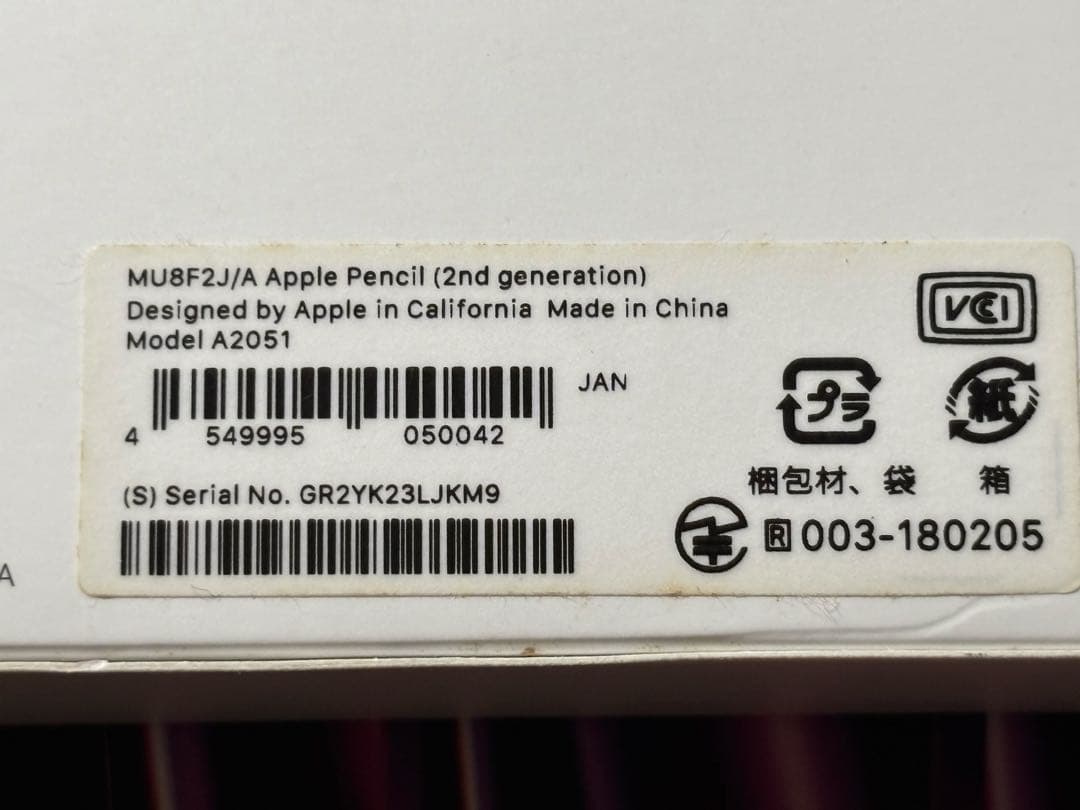 MU8F2J/A Apple Pencil (2nd generation)
Designed by Apple in California Made in China
Model A2051
JAN
4 549995 050042
(S) Serial No. GR2YK23LJKM9
VCCI
プラ
紙
梱包材、袋 箱
R 003-180205
A